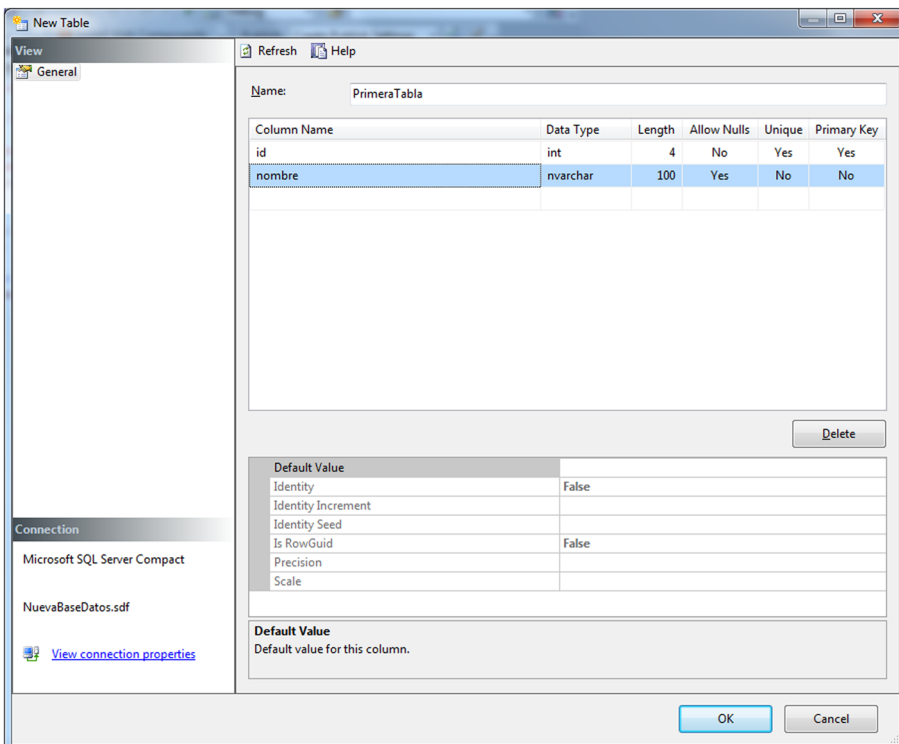 New Table
View
General
Refresh Help
Name: PrimeraTabla
Column Name Data Type Length Allow Nulls Unique Primary Key
id int 4 No Yes Yes
nombre nvarchar 100 Yes No No
Delete
Default Value
Identity False
Identity Increment
Identity Seed
Is RowGuid False
Precision
Scale
Default Value
Default value for this column.
Connection
Microsoft SQL Server Compact
NuevaBaseDatos.sdf
View connection properties
OK Cancel